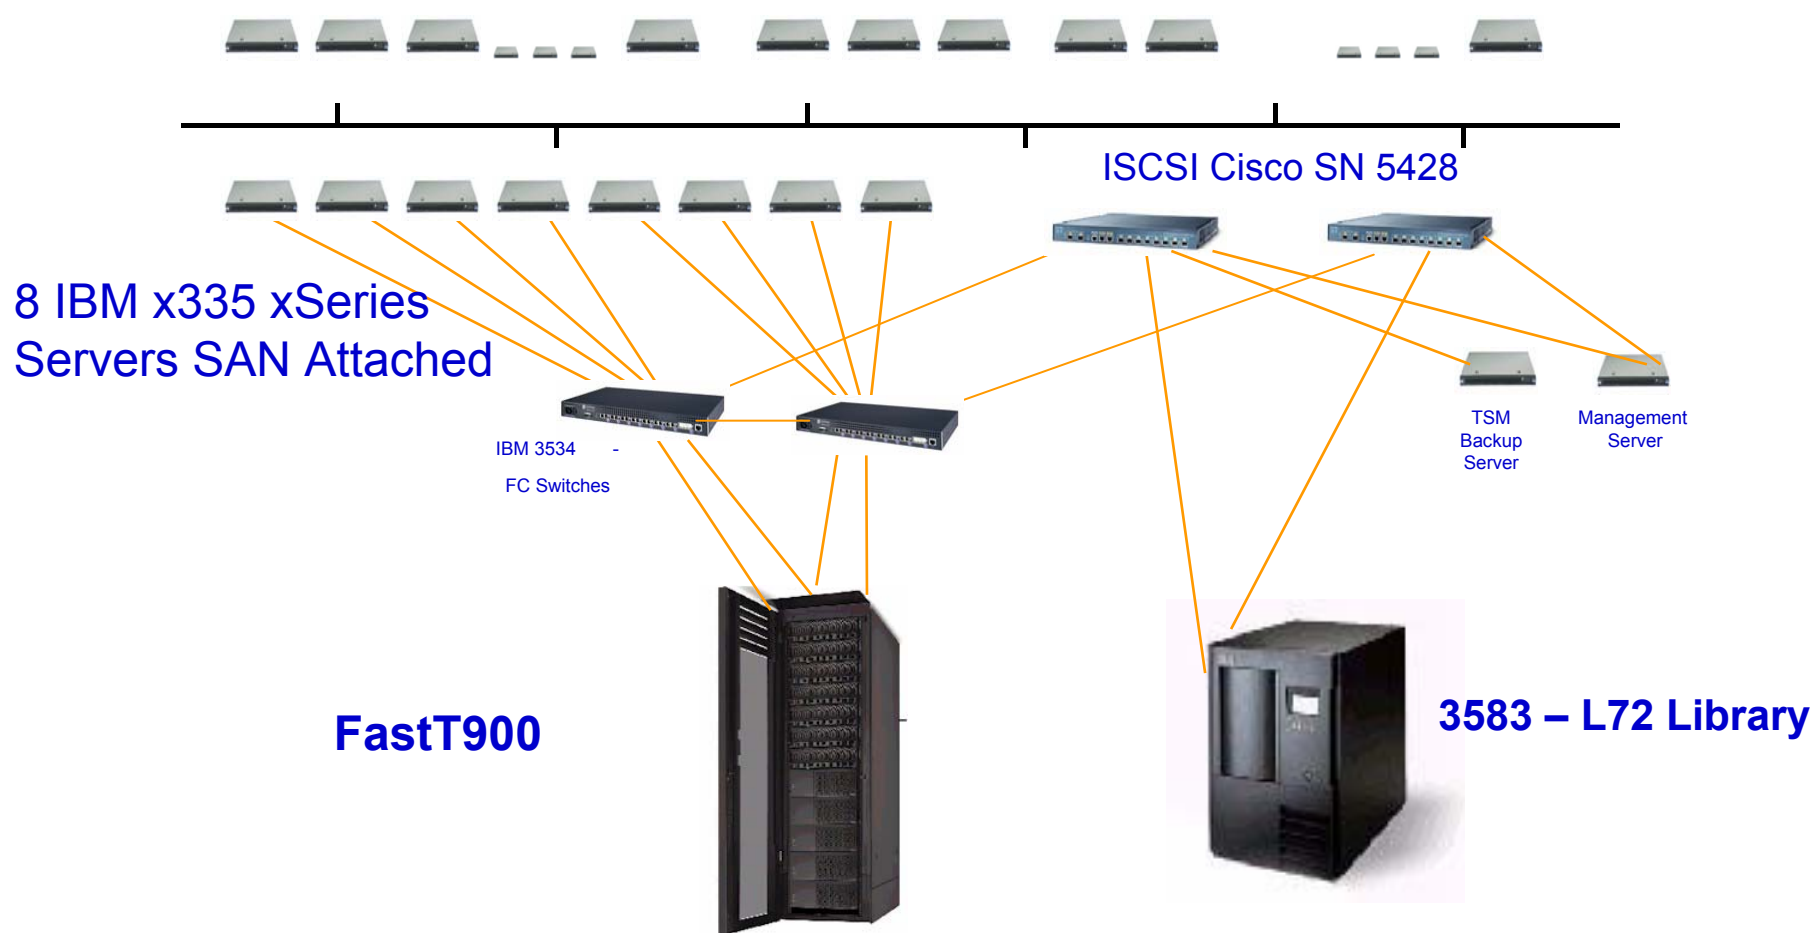 ISCSI Cisco SN 5428
8 IBM x335 xSeries
Servers SAN Attached
IBM 3534 -
FC Switches
TSM
Backup
Server
Management
Server
FastT900
3583 – L72 Library